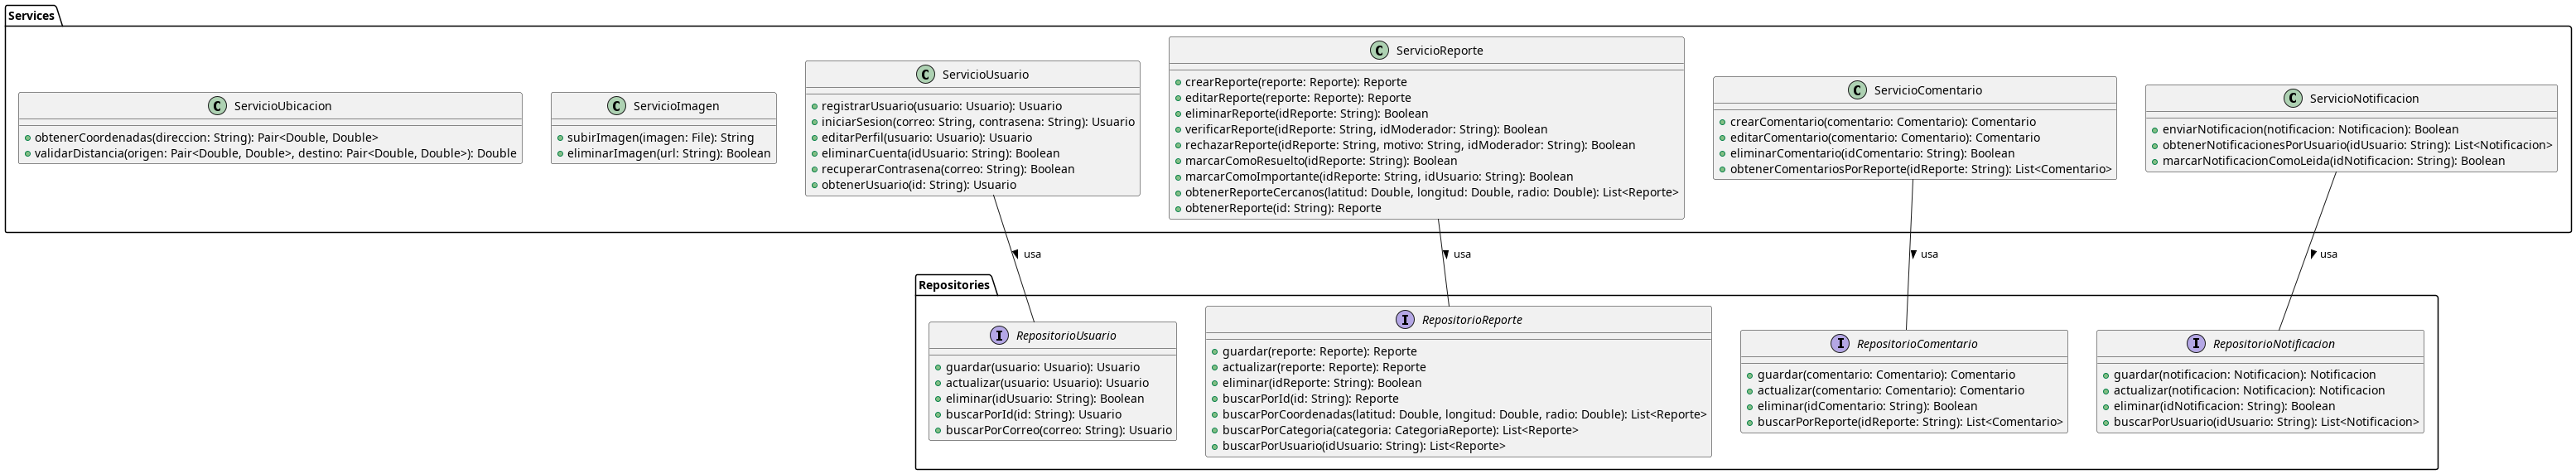 Services
ServicioUbicacion
obtenerCoordenadas(direccion: String): Pair<Double, Double>
validarDistancia(origen: Pair<Double, Double>, destino: Pair<Double, Double>): Double
ServicioImagen
subirImagen(imagen: File): String
eliminarImagen(url: String): Boolean
ServicioUsuario
registrarUsuario(usuario: Usuario): Usuario
iniciarSesion(correo: String, contrasena: String): Usuario
editarPerfil(usuario: Usuario): Usuario
eliminarCuenta(idUsuario: String): Boolean
recuperarContrasena(correo: String): Boolean
obtenerUsuario(id: String): Usuario
ServicioReporte
crearReporte(reporte: Reporte): Reporte
editarReporte(reporte: Reporte): Reporte
eliminarReporte(idReporte: String): Boolean
verificarReporte(idReporte: String, idModerador: String): Boolean
rechazarReporte(idReporte: String, motivo: String, idModerador: String): Boolean
marcarComoResuelto(idReporte: String): Boolean
marcarComoImportante(idReporte: String, idUsuario: String): Boolean
obtenerReporteCercanos(latitud: Double, longitud: Double, radio: Double): List<Reporte>
obtenerReporte(id: String): Reporte
ServicioComentario
crearComentario(comentario: Comentario): Comentario
editarComentario(comentario: Comentario): Comentario
eliminarComentario(idComentario: String): Boolean
obtenerComentariosPorReporte(idReporte: String): List<Comentario>
ServicioNotificacion
enviarNotificacion(notificacion: Notificacion): Boolean
obtenerNotificacionesPorUsuario(idUsuario: String): List<Notificacion>
marcarNotificacionComoLeida(idNotificacion: String): Boolean
usa
usa
usa
usa
Repositories
RepositorioUsuario
guardar(usuario: Usuario): Usuario
actualizar(usuario: Usuario): Usuario
eliminar(idUsuario: String): Boolean
buscarPorId(id: String): Usuario
buscarPorCorreo(correo: String): Usuario
RepositorioReporte
guardar(reporte: Reporte): Reporte
actualizar(reporte: Reporte): Reporte
eliminar(idReporte: String): Boolean
buscarPorId(id: String): Reporte
buscarPorCoordenadas(latitud: Double, longitud: Double, radio: Double): List<Reporte>
buscarPorCategoria(categoria: CategoriaReporte): List<Reporte>
buscarPorUsuario(idUsuario: String): List<Reporte>
RepositorioComentario
guardar(comentario: Comentario): Comentario
actualizar(comentario: Comentario): Comentario
eliminar(idComentario: String): Boolean
buscarPorReporte(idReporte: String): List<Comentario>
RepositorioNotificacion
guardar(notificacion: Notificacion): Notificacion
actualizar(notificacion: Notificacion): Notificacion
eliminar(idNotificacion: String): Boolean
buscarPorUsuario(idUsuario: String): List<Notificacion>